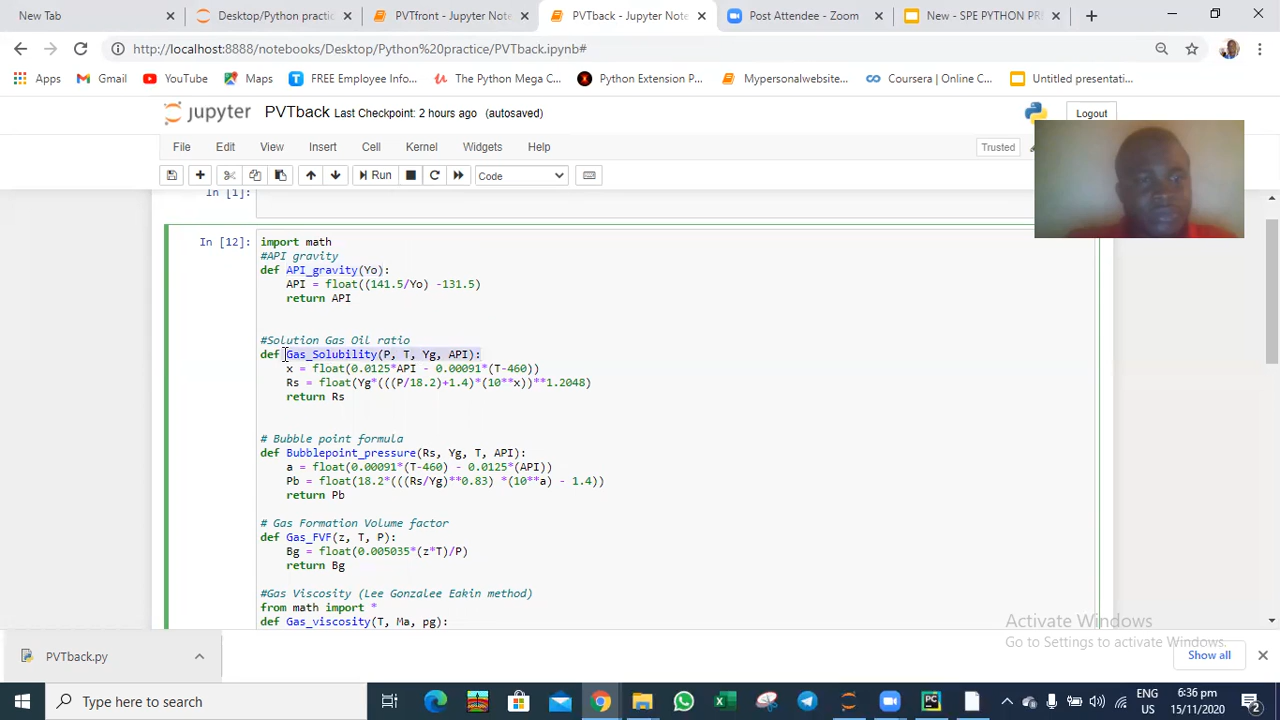 New Tab
Desktop/Python practic
PVTfront - Jupyter Note
PVTback - Jupyter Note
Post Attendee - Zoom
New - SPE PYTHON PRE
http://localhost:8888/notebooks/Desktop/Python%20practice/PVTback.ipynb#
Apps
Gmail
YouTube
Maps
FREE Employee Info...
The Python Mega C...
Python Extension P...
Mypersonalwebsite...
Coursera | Online C...
Untitled presentati...
jupyter PVTback Last Checkpoint: 2 hours ago (autosaved)
Logout
File Edit View Insert Cell Kernel Widgets Help
Trusted
Run
Code
In [1]:
In [12]:
import math
#API gravity
def API_gravity(Yo):
API = float((141.5/Yo) -131.5)
return API
#Solution Gas Oil ratio
def Gas_Solubility(P, T, Yg, API):
x = float(0.0125*API - 0.00091*(T-460))
Rs = float(Yg*(((P/18.2)+1.4)*(10**x))**1.2048)
return Rs
# Bubble point formula
def Bubblepoint_pressure(Rs, Yg, T, API):
a = float(0.00091*(T-460) - 0.0125*(API))
Pb = float(18.2*(((Rs/Yg)**0.83) *(10**a) - 1.4))
return Pb
# Gas Formation Volume factor
def Gas_FVF(z, T, P):
Bg = float(0.005035*(z*T)/P)
return Bg
#Gas Viscosity (Lee Gonzalee Eakin method)
from math import *
def Gas_viscosity(T, Ma, pg):
Activate Windows
Go to Settings to activate Windows.
PVTback.py
Show all
Type here to search
ENG
US
6:36 pm
15/11/2020
2